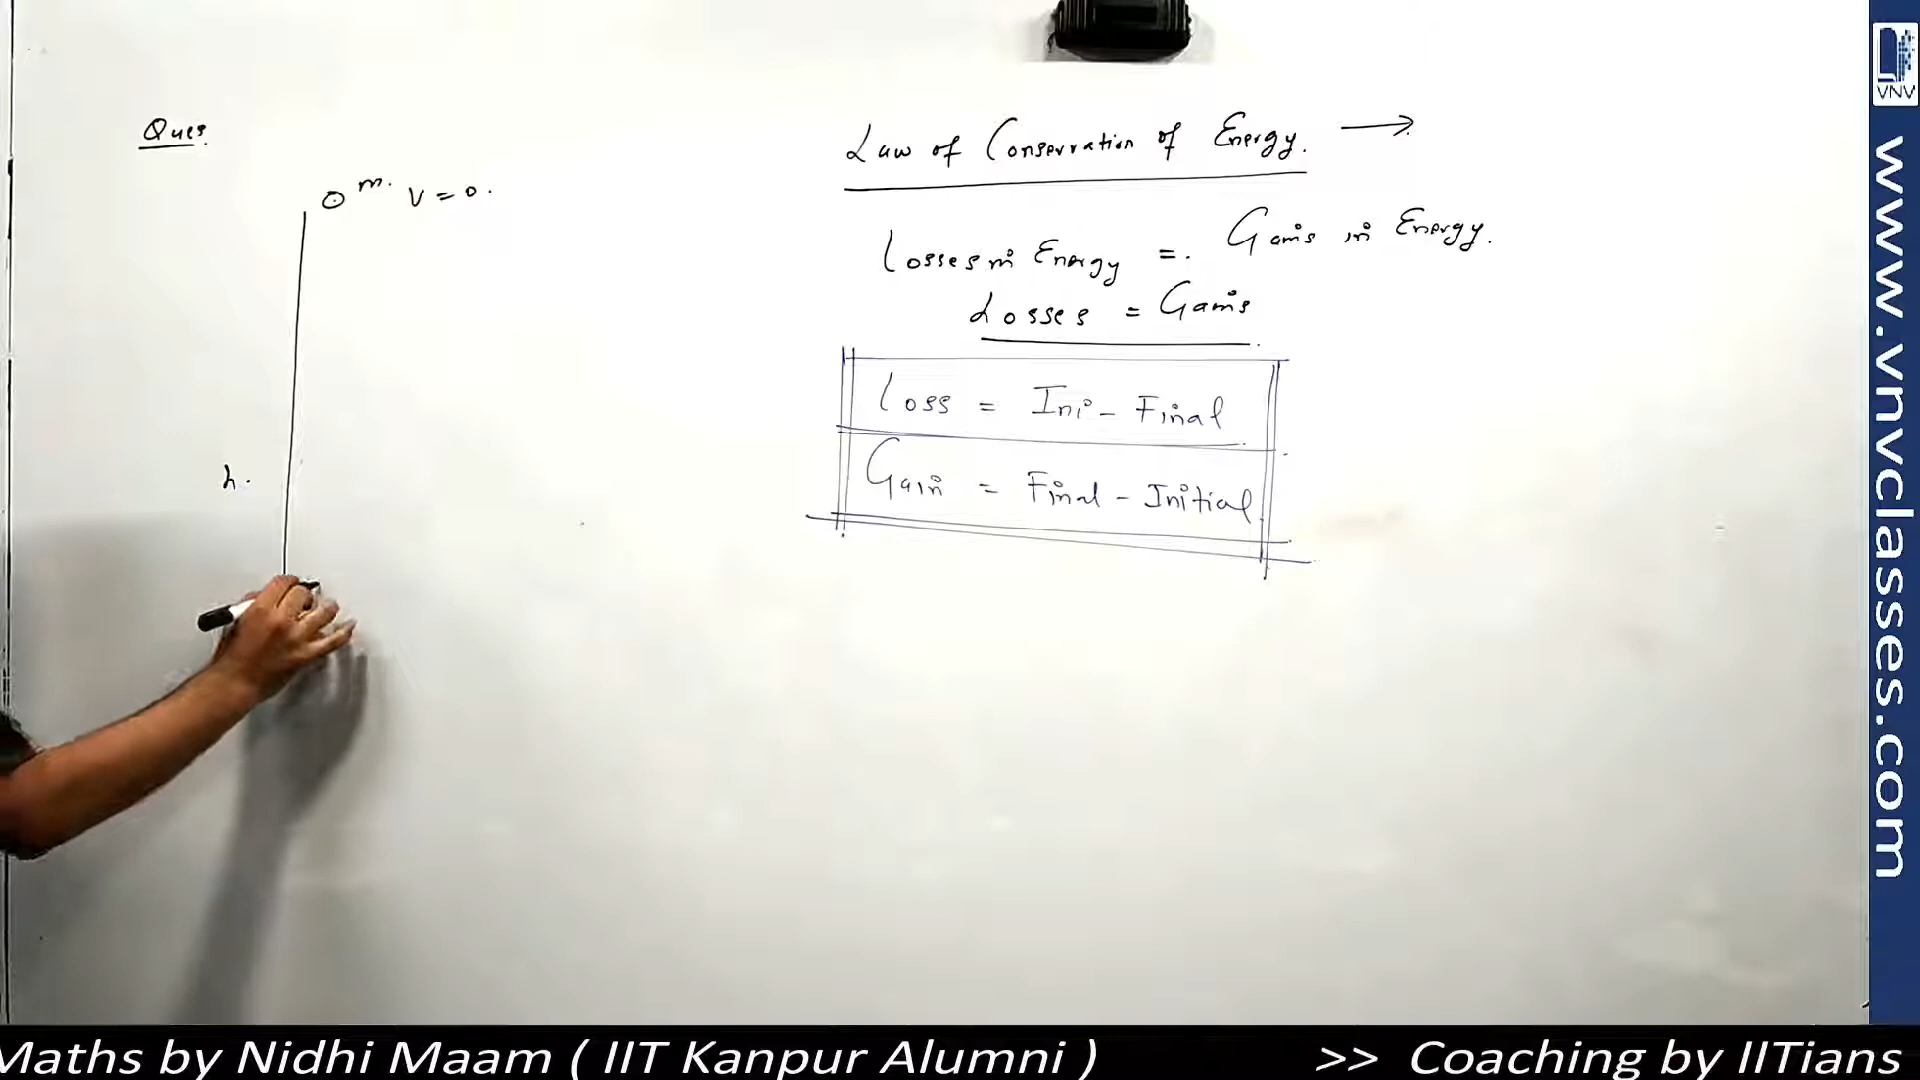 Ques.
m. V = 0.
h.
Law of Conservation of Energy. →
Losses in Energy = Gains in Energy.
Losses = Gains
Loss = Ini - Final
Gain = Final - Initial
VNV
www.vnvclasses.com
Maths by Nidhi Maam ( IIT Kanpur Alumni ) >> Coaching by IITians